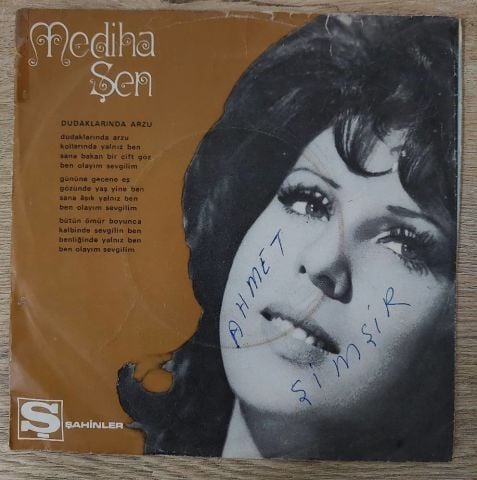 Mediha
Şen
DUDAKLARINDA ARZU
dudaklarında arzu
kollarında yalnız ben
sana bakan bir çift göz
ben olayım sevgilim
gününe gecene eş
gözünde yaş yine ben
sana âşık yalnız ben
ben olayım sevgilim
bütün ömür boyunca
kalbinde sevgilin ben
benliğinde yalnız ben
ben olayım sevgilim
AHMET
ŞİMŞİR
Ş ŞAHİNLER